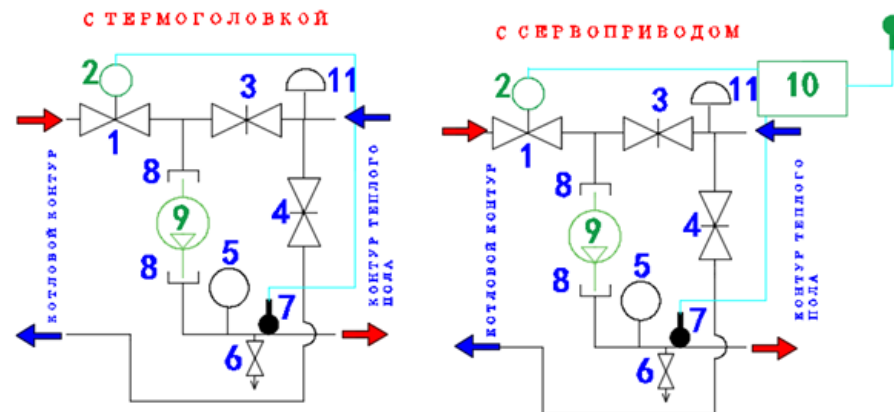 С ТЕРМОГОЛОВКОЙ
2
3
11
1
8
9
4
8
5
7
6
КОТЛОВОЙ КОНТУР
КОНТУР ТЕПЛОГО
ПОЛА
С СЕРВОПРИВОДОМ
2
3
11
10
1
8
9
4
8
5
7
6
КОТЛОВОЙ КОНТУР
КОНТУР ТЕПЛОГО
ПОЛА